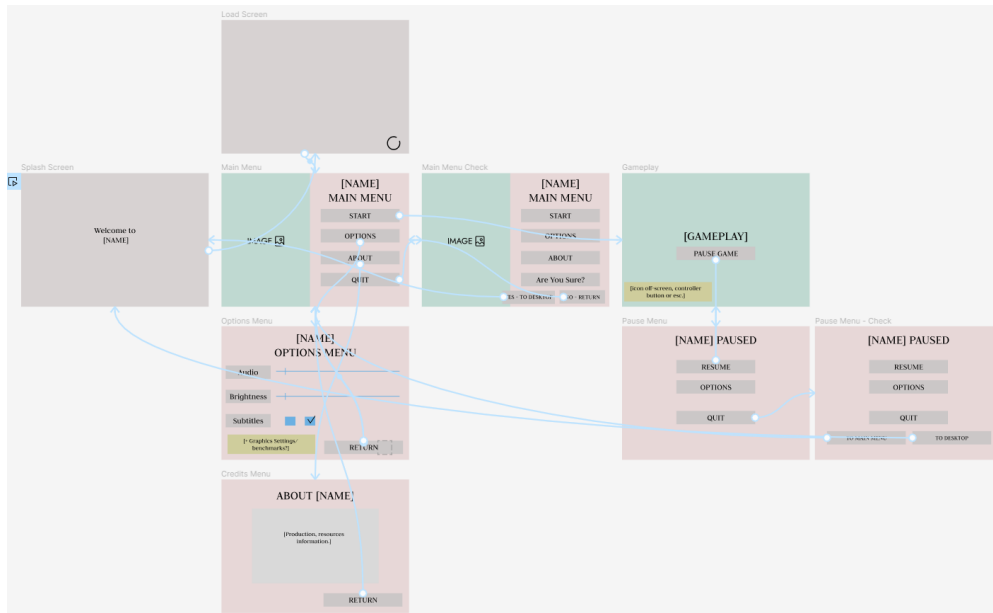 Load Screen
Splash Screen
Welcome to
[NAME]
Main Menu
IMAGE
[NAME]
MAIN MENU
START
OPTIONS
ABOUT
QUIT
Main Menu Check
IMAGE
[NAME]
MAIN MENU
START
OPTIONS
ABOUT
Are You Sure?
ES - TO DESKTOP
O - RETURN
Gameplay
[GAMEPLAY]
PAUSE GAME
[icon off-screen, controller
button or esc.]
Options Menu
[NAME]
OPTIONS MENU
Audio
Brightness
Subtitles
[+ Graphics Settings/
benchmarks?]
RETURN
Pause Menu
[NAME] PAUSED
RESUME
OPTIONS
QUIT
Pause Menu - Check
[NAME] PAUSED
RESUME
OPTIONS
QUIT
TO MAIN MENU
TO DESKTOP
Credits Menu
ABOUT [NAME]
[Production, resources
information.]
RETURN